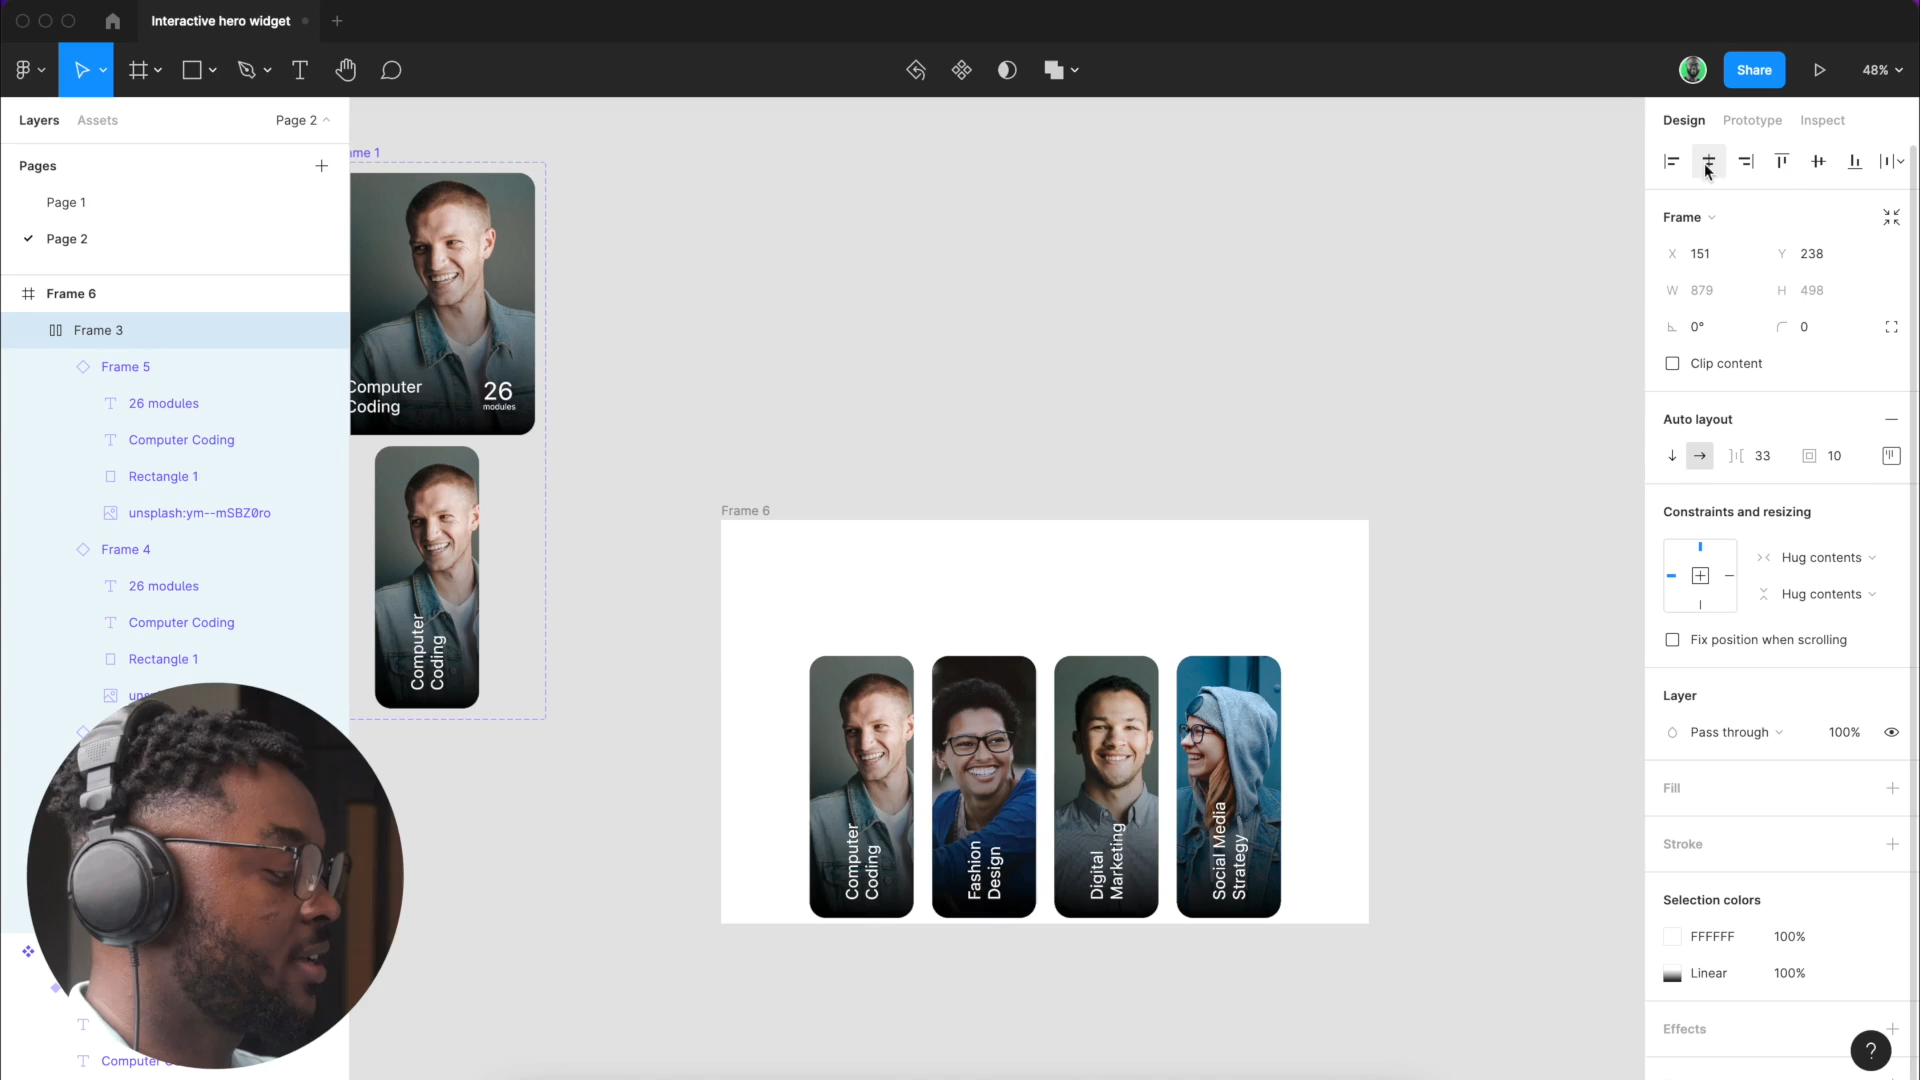 Interactive hero widget
Share
48%
Layers
Assets
Page 2
Pages
Page 1
Page 2
Frame 6
Frame 3
Frame 5
26 modules
Computer Coding
Rectangle 1
unsplash:ym--mSBZ0ro
Frame 4
26 modules
Computer Coding
Rectangle 1
Computer
me 1
Computer
Coding
26
modules
Computer
Coding
Frame 6
Computer
Coding
Fashion
Design
Digital
Marketing
Social Media
Strategy
Design
Prototype
Inspect
Frame
X 151
Y 238
W 879
H 498
0°
0
Clip content
Auto layout
33
10
Constraints and resizing
Hug contents
Hug contents
Fix position when scrolling
Layer
Pass through
100%
Fill
Stroke
Selection colors
FFFFFF
100%
Linear
100%
Effects
?